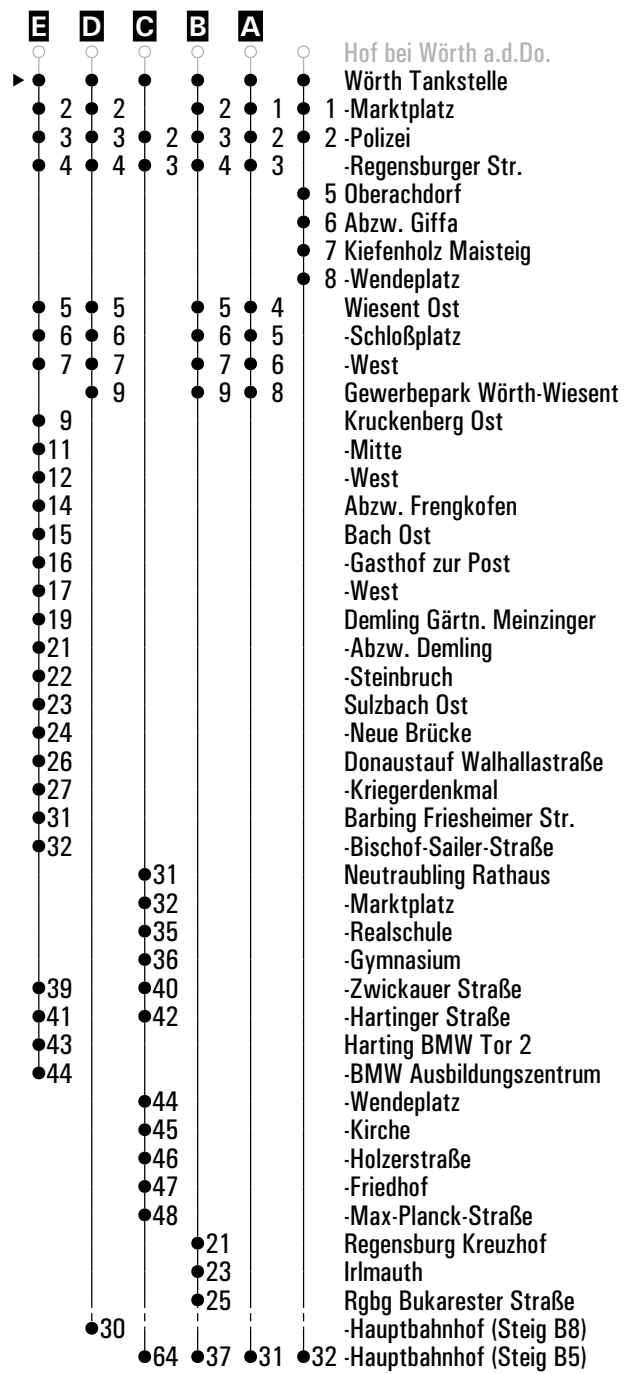 E D C B A
Hof bei Wörth a.d.Do.
Wörth Tankstelle
2 2 2 1 1 -Marktplatz
3 3 2 3 2 2 -Polizei
4 4 3 4 3 -Regensburger Str.
5 Oberachdorf
6 Abzw. Giffa
7 Kiefenholz Maisteig
8 -Wendeplatz
5 5 5 4 Wiesent Ost
6 6 6 5 -Schloßplatz
7 7 7 6 -West
9 9 8 Gewerbepark Wörth-Wiesent
9 Kruckenberg Ost
11 -Mitte
12 -West
14 Abzw. Frengkofen
15 Bach Ost
16 -Gasthof zur Post
17 -West
19 Demling Gärtn. Meinzinger
21 -Abzw. Demling
22 -Steinbruch
23 Sulzbach Ost
24 -Neue Brücke
26 Donaustauf Walhallastraße
27 -Kriegerdenkmal
31 Barbing Friesheimer Str.
32 -Bischof-Sailer-Straße
31 Neutraubling Rathaus
32 -Marktplatz
35 -Realschule
36 -Gymnasium
39 40 -Zwickauer Straße
41 42 -Hartinger Straße
43 Harting BMW Tor 2
44 -BMW Ausbildungszentrum
44 -Wendeplatz
45 -Kirche
46 -Holzerstraße
47 -Friedhof
48 -Max-Planck-Straße
21 Regensburg Kreuzhof
23 Irlmauth
25 Rgbg Bukarester Straße
30 -Hauptbahnhof (Steig B8)
64 37 31 32 -Hauptbahnhof (Steig B5)